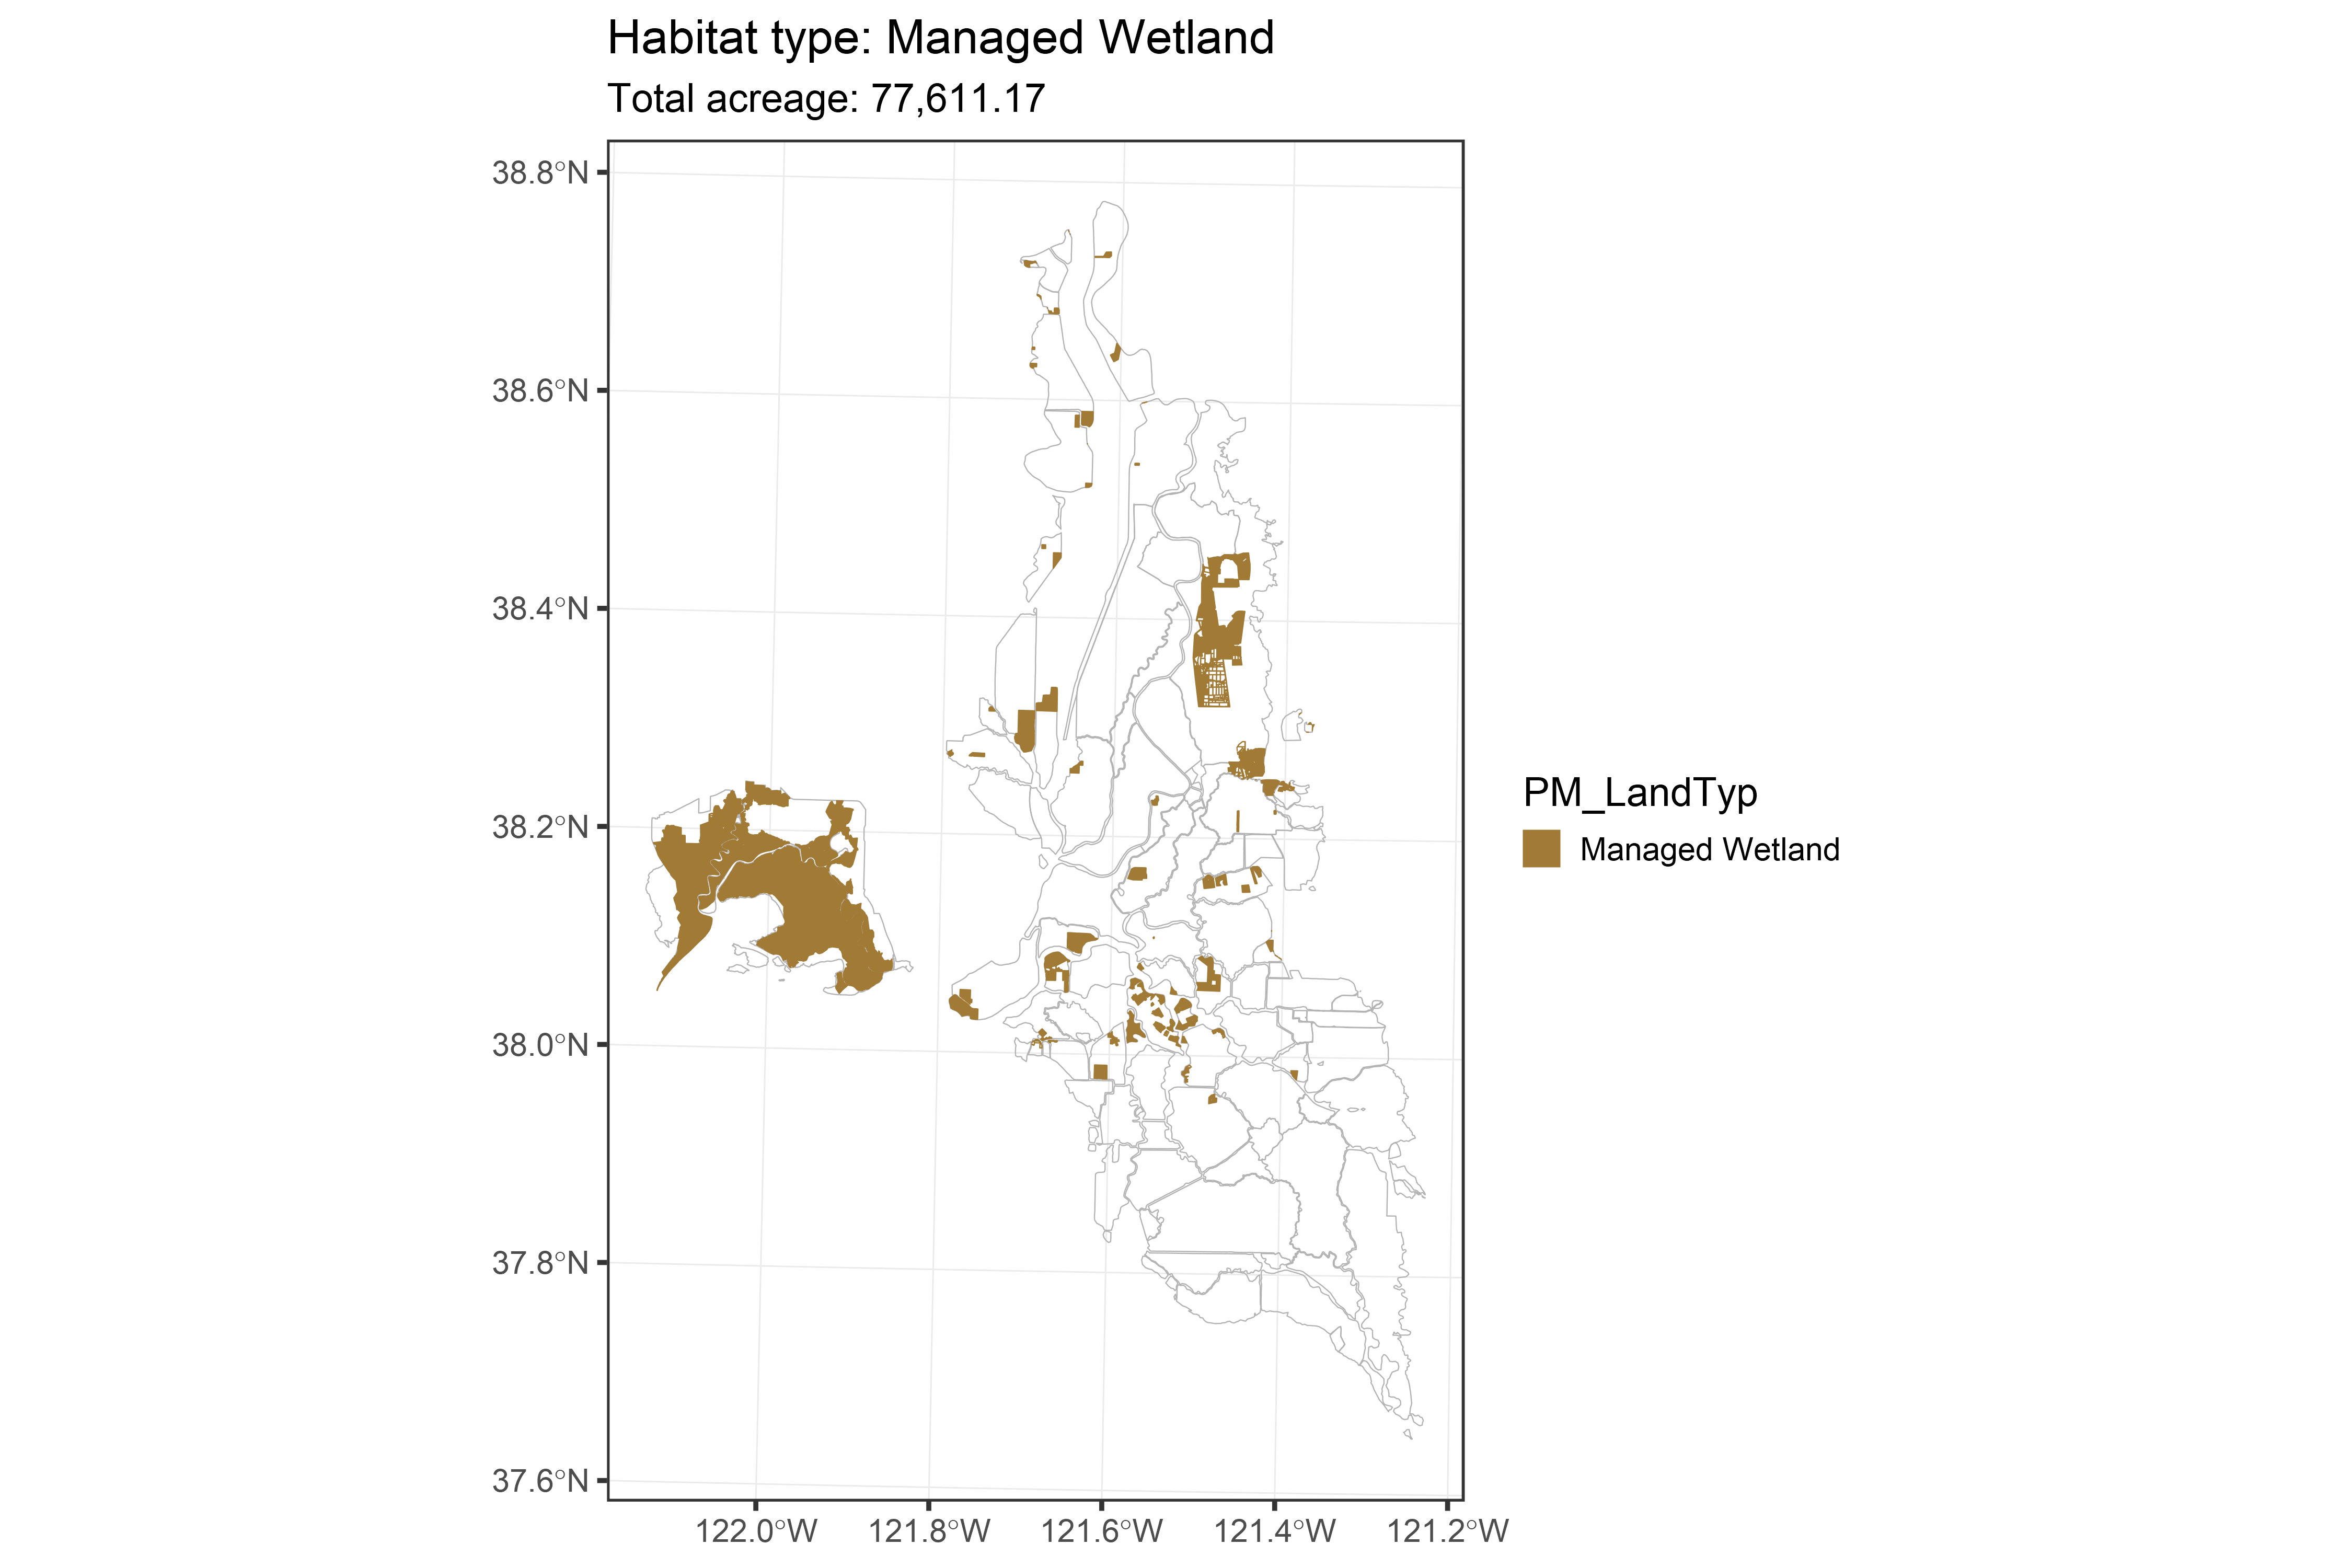 Habitat type: Managed Wetland
Total acreage: 77,611.17
38.8°N
38.6°N
38.4°N
38.2°N
38.0°N
37.8°N
37.6°N
122.0°W
121.8°W
121.6°W
121.4°W
121.2°W
PM_LandTyp
Managed Wetland